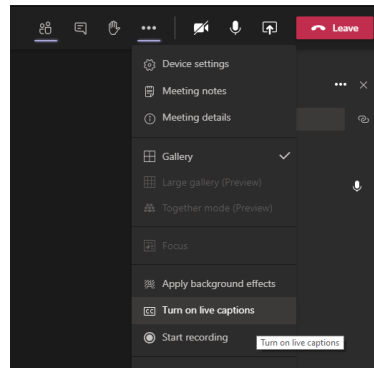 Leave
Device settings
Meeting notes
Meeting details
Gallery
Large gallery (Preview)
Together mode (Preview)
Focus
Apply background effects
CC Turn on live captions
Start recording
Turn on live captions